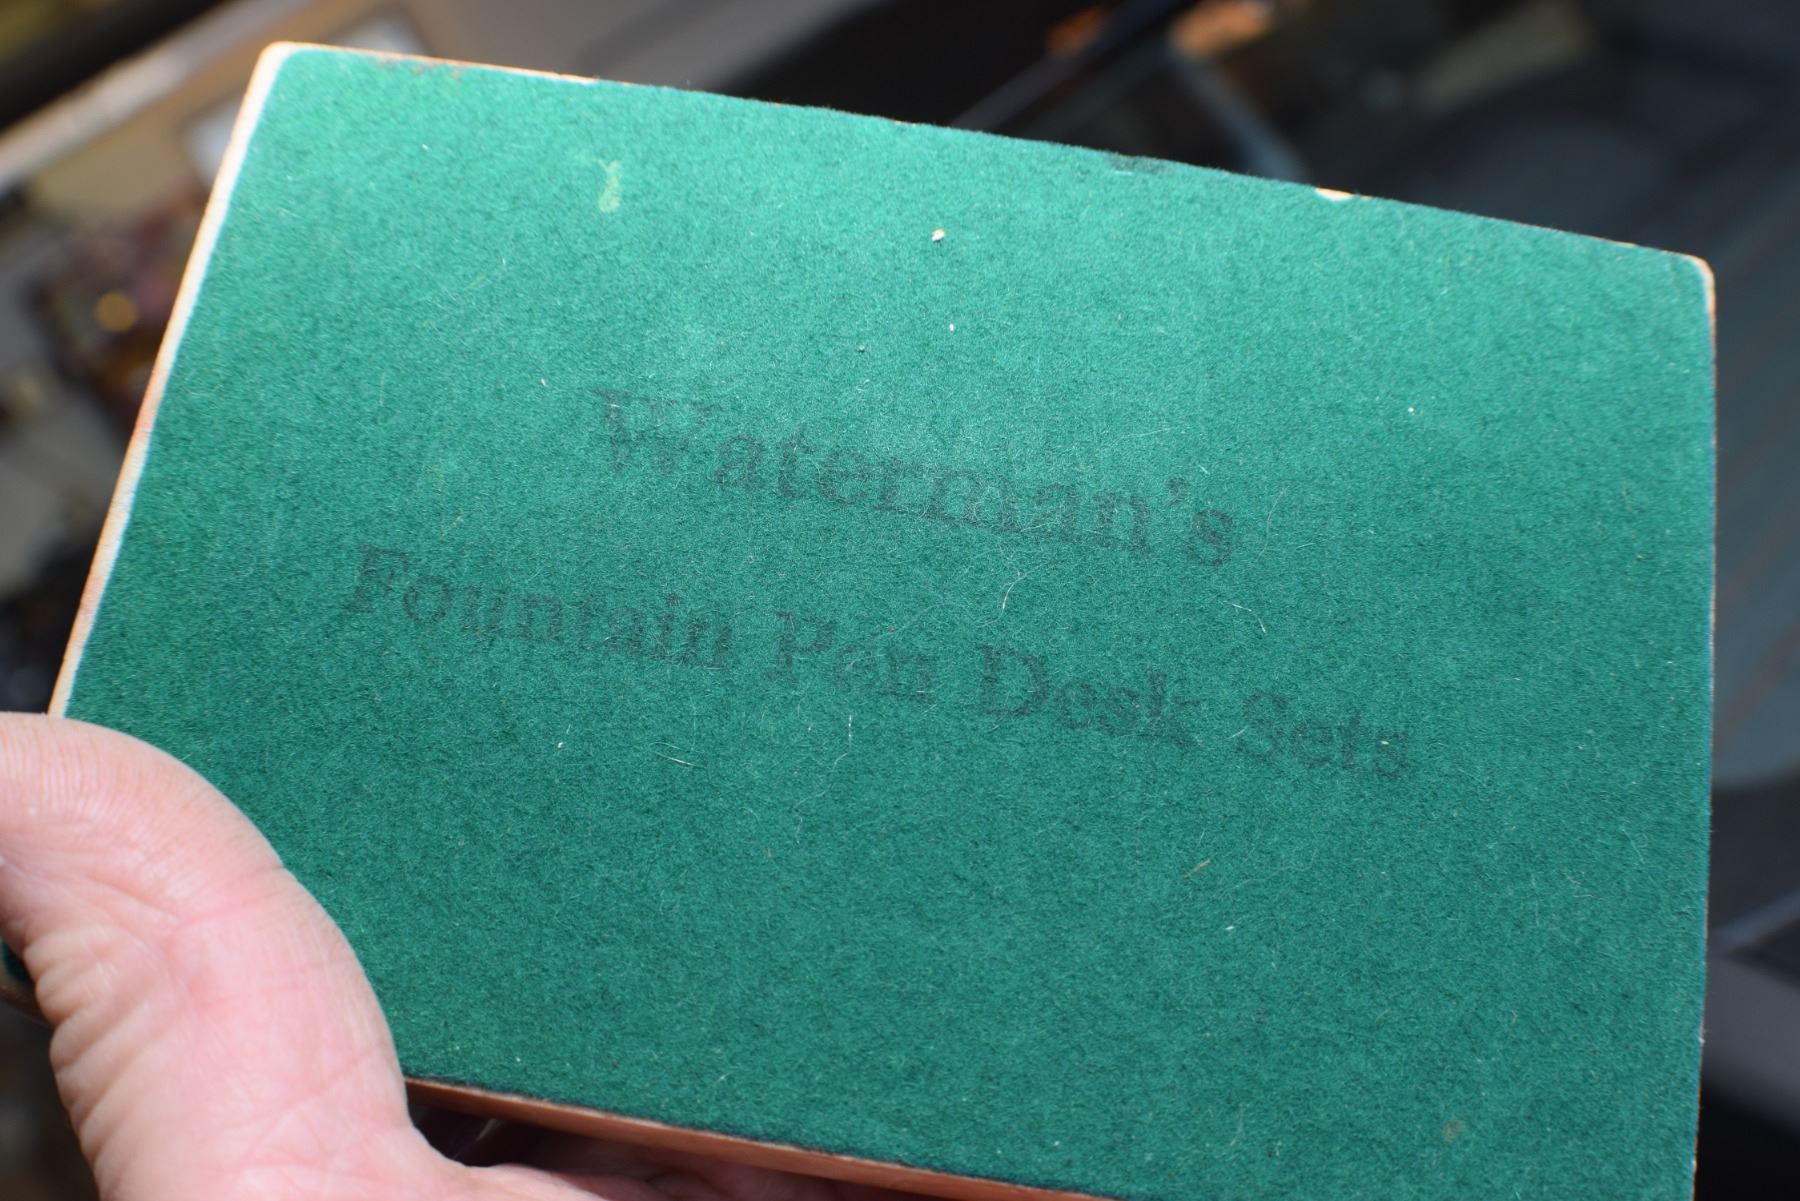 Waterman's
Fountain Pen Desk Sets